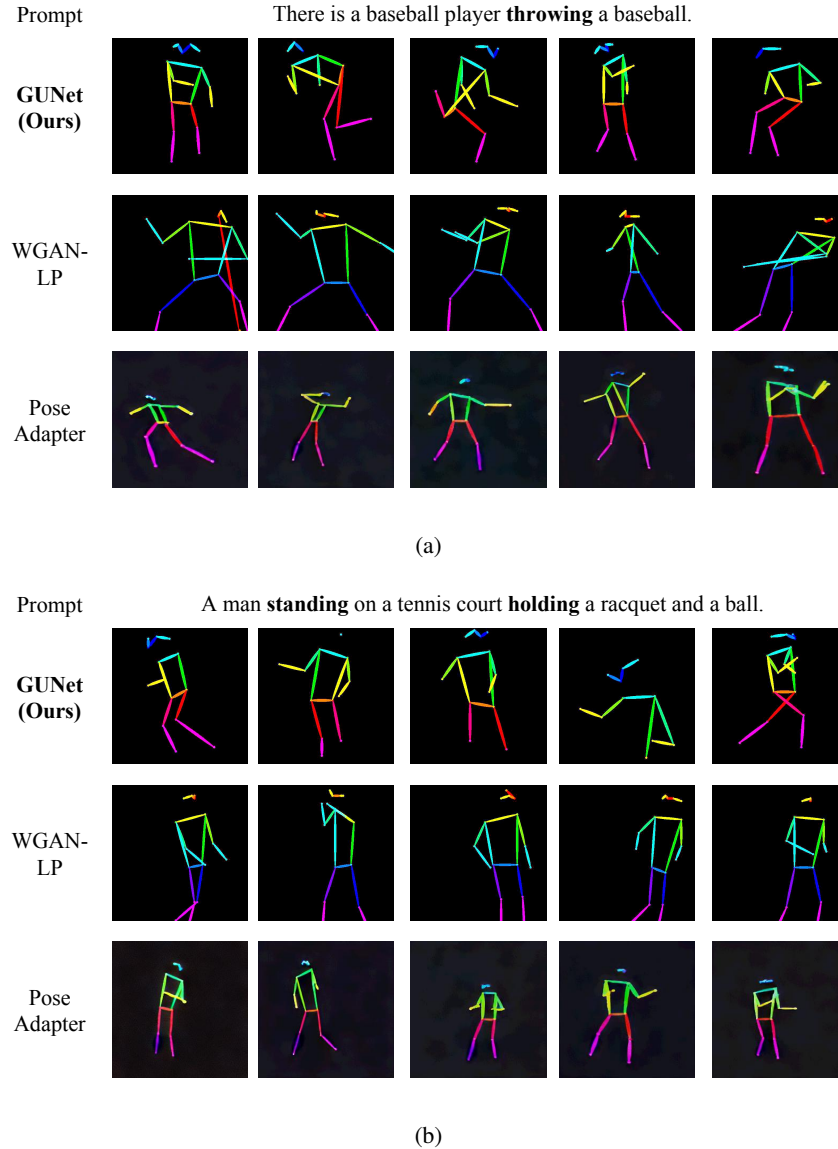 Prompt There is a baseball player throwing a baseball.
GUNet
(Ours)
WGAN-
LP
Pose
Adapter
(a)
Prompt A man standing on a tennis court holding a racquet and a ball.
GUNet
(Ours)
WGAN-
LP
Pose
Adapter
(b)